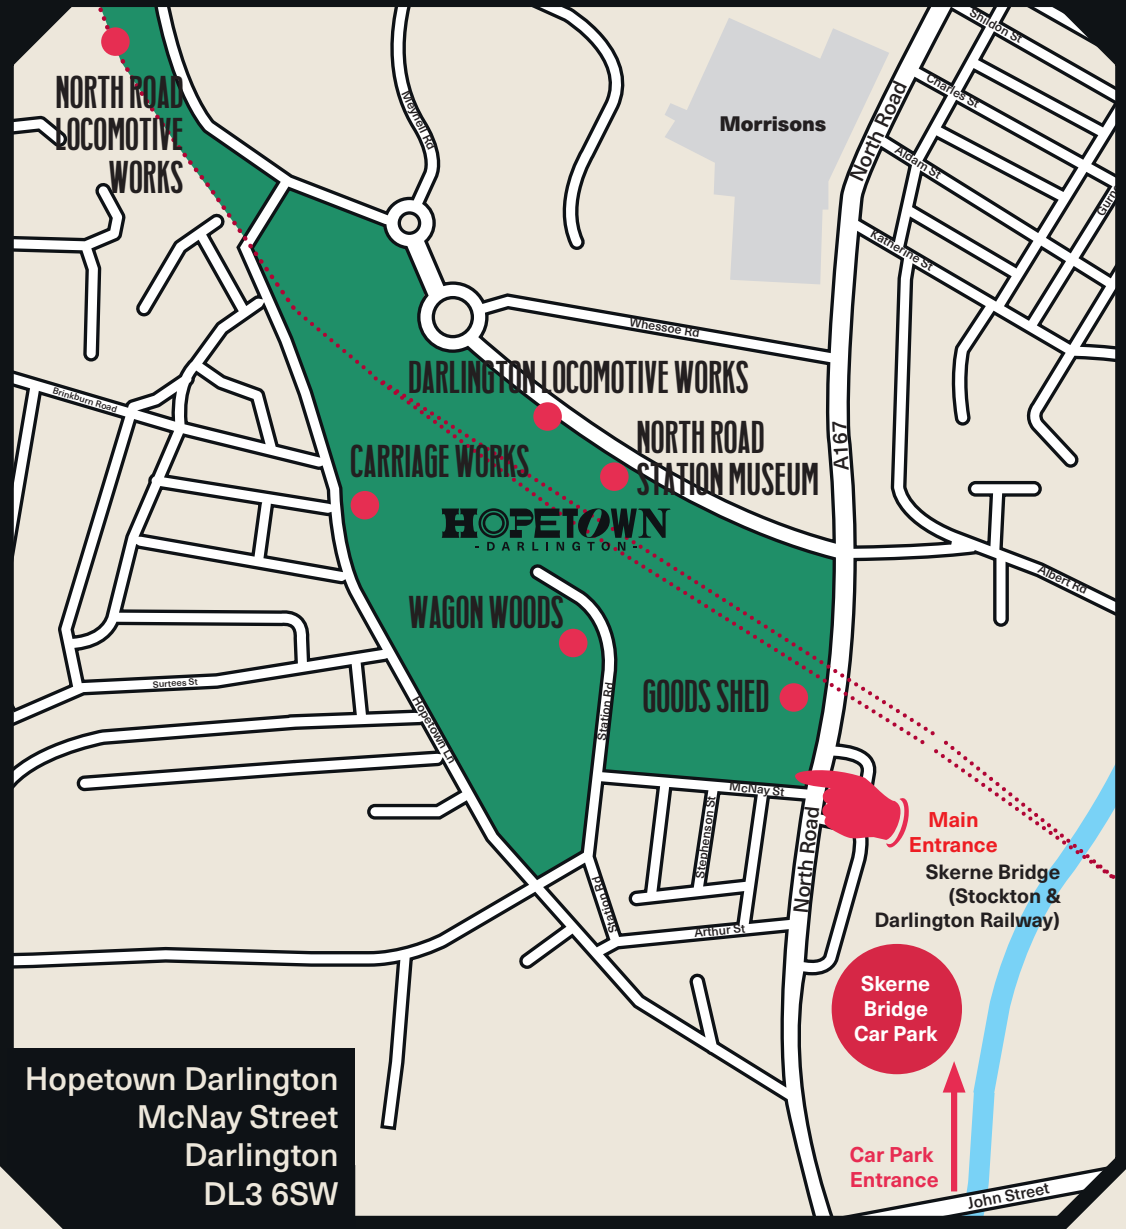 Shildon St
NORTH ROAD
LOCOMOTIVE
WORKS
Meynell Rd
Morrisons
North Road
Charles St
Aldam St
Katherine St
Whessoe Rd
DARLINGTON LOCOMOTIVE WORKS
Brinkburn Road
NORTH ROAD
STATION MUSEUM
A167
CARRIAGE WORKS
HOPETOWN
-DARLINGTON-
Albert Rd
WAGON WOODS
Surtees St
GOODS SHED
Station Rd
Hopetown Ln
McNay St
Stephenson St
North Road
Main
Entrance
Skerne Bridge
(Stockton &
Darlington Railway)
Station Rd
Arthur St
Skerne
Bridge
Car Park
Hopetown Darlington
McNay Street
Darlington
DL3 6SW
Car Park
Entrance
John Street